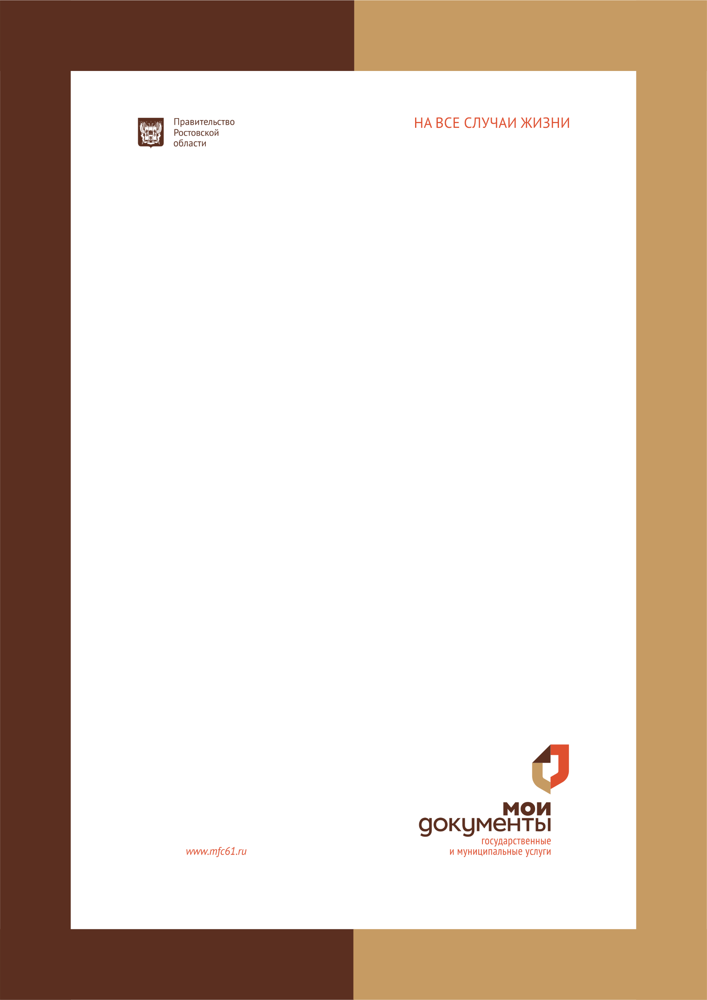 Правительство
Ростовской
области
НА ВСЕ СЛУЧАИ ЖИЗНИ
мои
документы
государственные
и муниципальные услуги
www.mfc61.ru